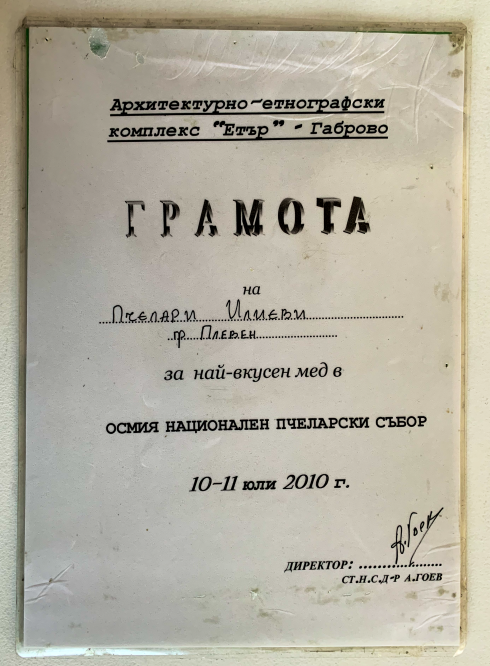 Архитектурно-етнографски
комплекс "Етър" - Габрово
ГРАМОТА
на
Пчелари Илиеви
гр Плевен
за най-вкусен мед в
ОСМИЯ НАЦИОНАЛЕН ПЧЕЛАРСКИ СЪБОР
10-11 юли 2010 г.
А. Гоев
ДИРЕКТОР: ....................
СТ.Н.С.Д-Р А.ГОЕВ